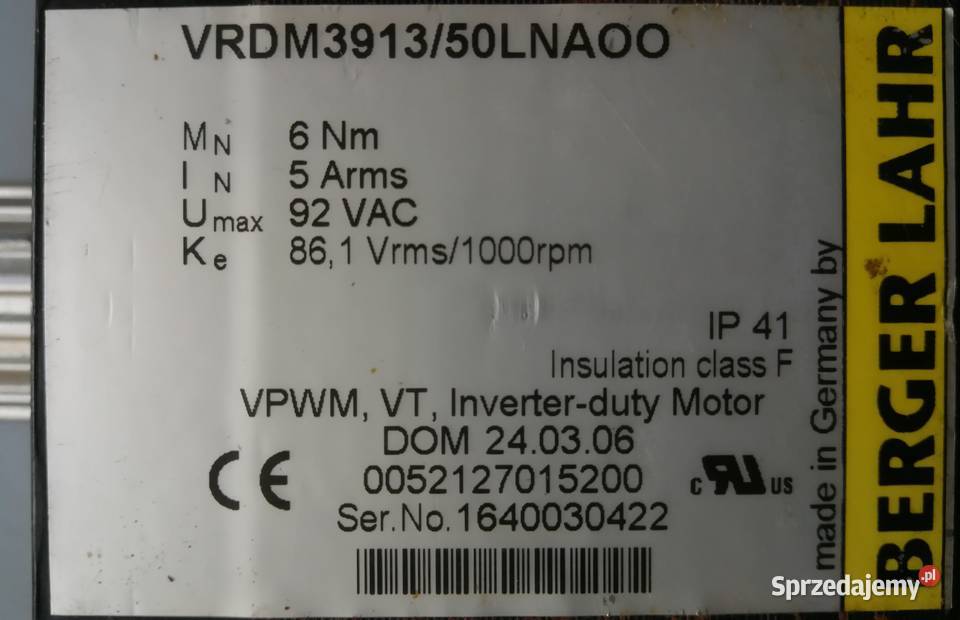 VRDM3913/50LNAOO
MN 6 Nm
IN 5 Arms
Umax 92 VAC
Ke 86,1 Vrms/1000rpm
IP 41
Insulation class F
VPWM, VT, Inverter-duty Motor
DOM 24.03.06
CE 0052127015200 c RU US
Ser.No.1640030422
made in Germany by
BERGER LAHR
Sprzedajemy.pl